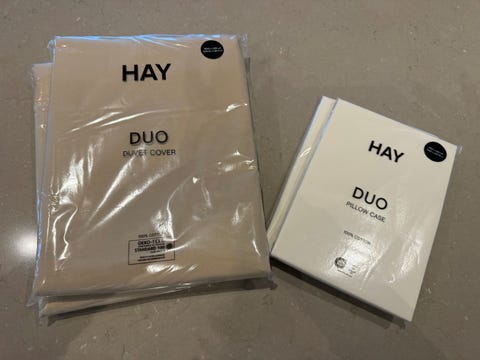 HAY
DUO
DUVET COVER
100% COTTON
OEKO-TEX
STANDARD 100
HAY
DUO
PILLOW CASE
100% COTTON